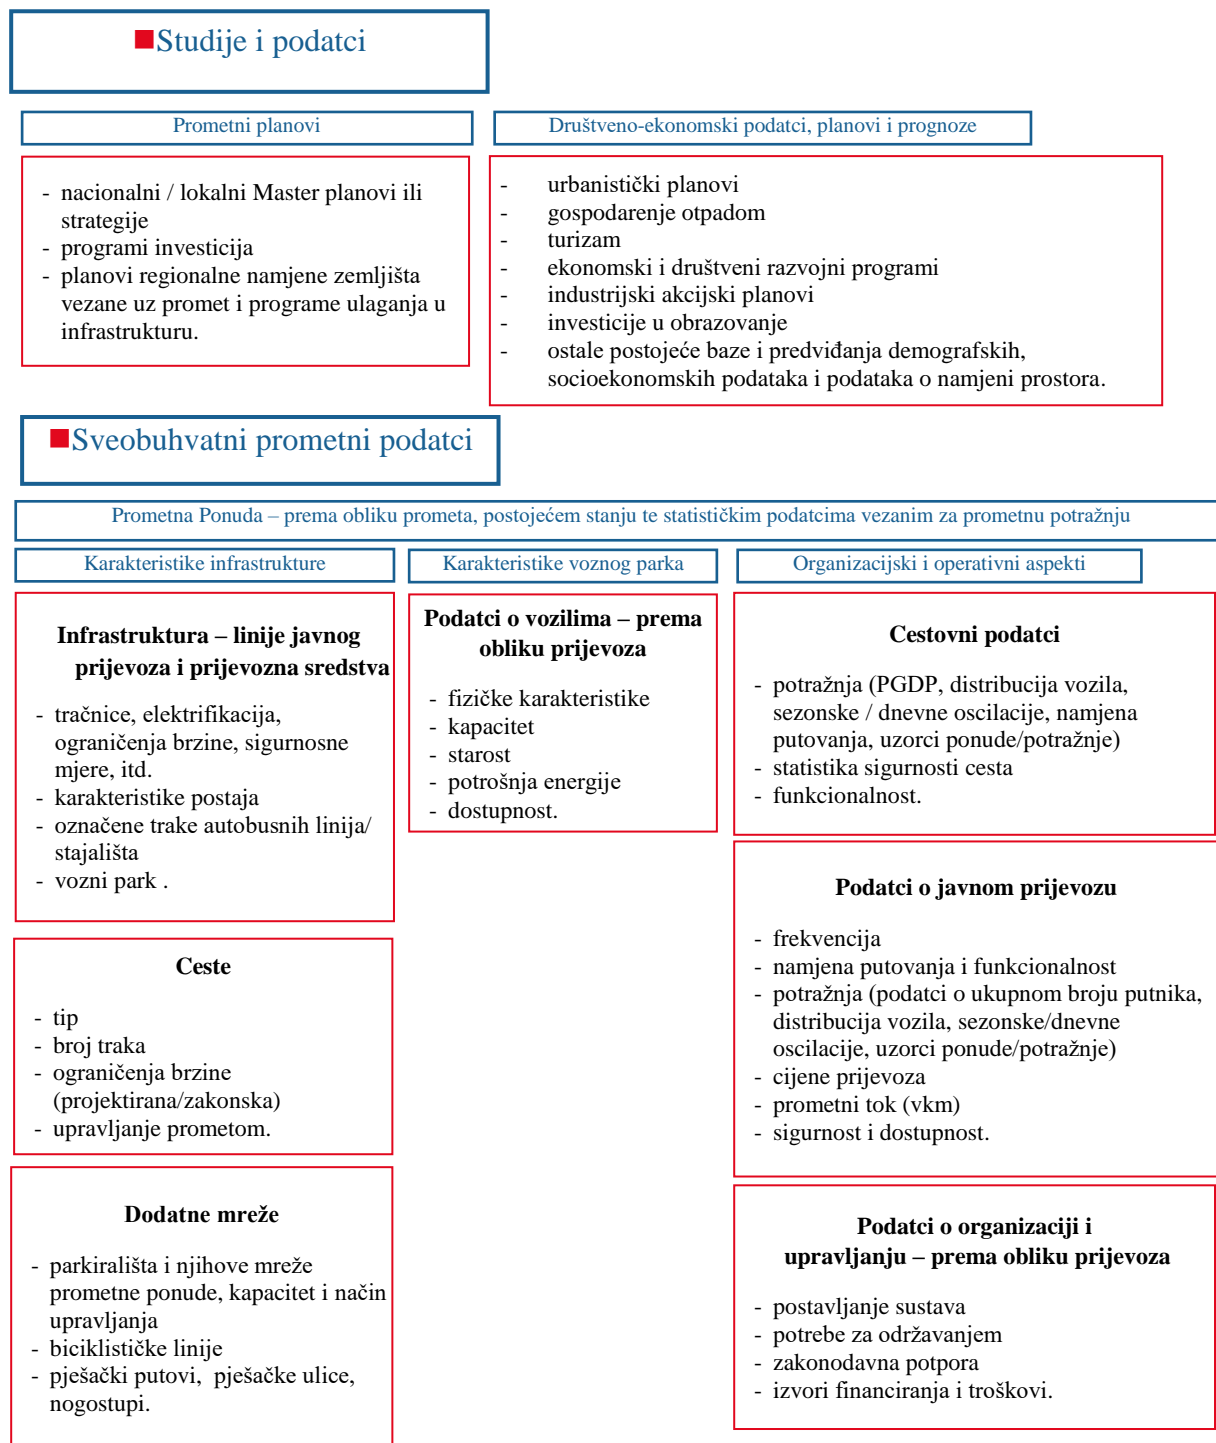 ■Studije i podatci
Prometni planovi
- nacionalni / lokalni Master planovi ili
strategije
- programi investicija
- planovi regionalne namjene zemljišta
vezane uz promet i programe ulaganja u
infrastrukturu.
Društveno-ekonomski podatci, planovi i prognoze
- urbanistički planovi
- gospodarenje otpadom
- turizam
- ekonomski i društveni razvojni programi
- industrijski akcijski planovi
- investicije u obrazovanje
- ostale postojeće baze i predviđanja demografskih,
socioekonomskih podataka i podataka o namjeni prostora.
■Sveobuhvatni prometni podatci
Prometna Ponuda – prema obliku prometa, postojećem stanju te statističkim podatcima vezanim za prometnu potražnju
Karakteristike infrastrukture
Infrastruktura – linije javnog
prijevoza i prijevozna sredstva
- tračnice, elektrifikacija,
ograničenja brzine, sigurnosne
mjere, itd.
- karakteristike postaja
- označene trake autobusnih linija/
stajališta
- vozni park .
Ceste
- tip
- broj traka
- ograničenja brzine
(projektirana/zakonska)
- upravljanje prometom.
Dodatne mreže
- parkirališta i njihove mreže
prometne ponude, kapacitet i način
upravljanja
- biciklističke linije
- pješački putovi,  pješačke ulice,
nogostupi.
Karakteristike voznog parka
Podatci o vozilima – prema
obliku prijevoza
- fizičke karakteristike
- kapacitet
- starost
- potrošnja energije
- dostupnost.
Organizacijski i operativni aspekti
Cestovni podatci
- potražnja (PGDP, distribucija vozila,
sezonske / dnevne oscilacije, namjena
putovanja, uzorci ponude/potražnje)
- statistika sigurnosti cesta
- funkcionalnost.
Podatci o javnom prijevozu
- frekvencija
- namjena putovanja i funkcionalnost
- potražnja (podatci o ukupnom broju putnika,
distribucija vozila, sezonske/dnevne
oscilacije, uzorci ponude/potražnje)
- cijene prijevoza
- prometni tok (vkm)
- sigurnost i dostupnost.
Podatci o organizaciji i
upravljanju – prema obliku prijevoza
- postavljanje sustava
- potrebe za održavanjem
- zakonodavna potpora
- izvori financiranja i troškovi.